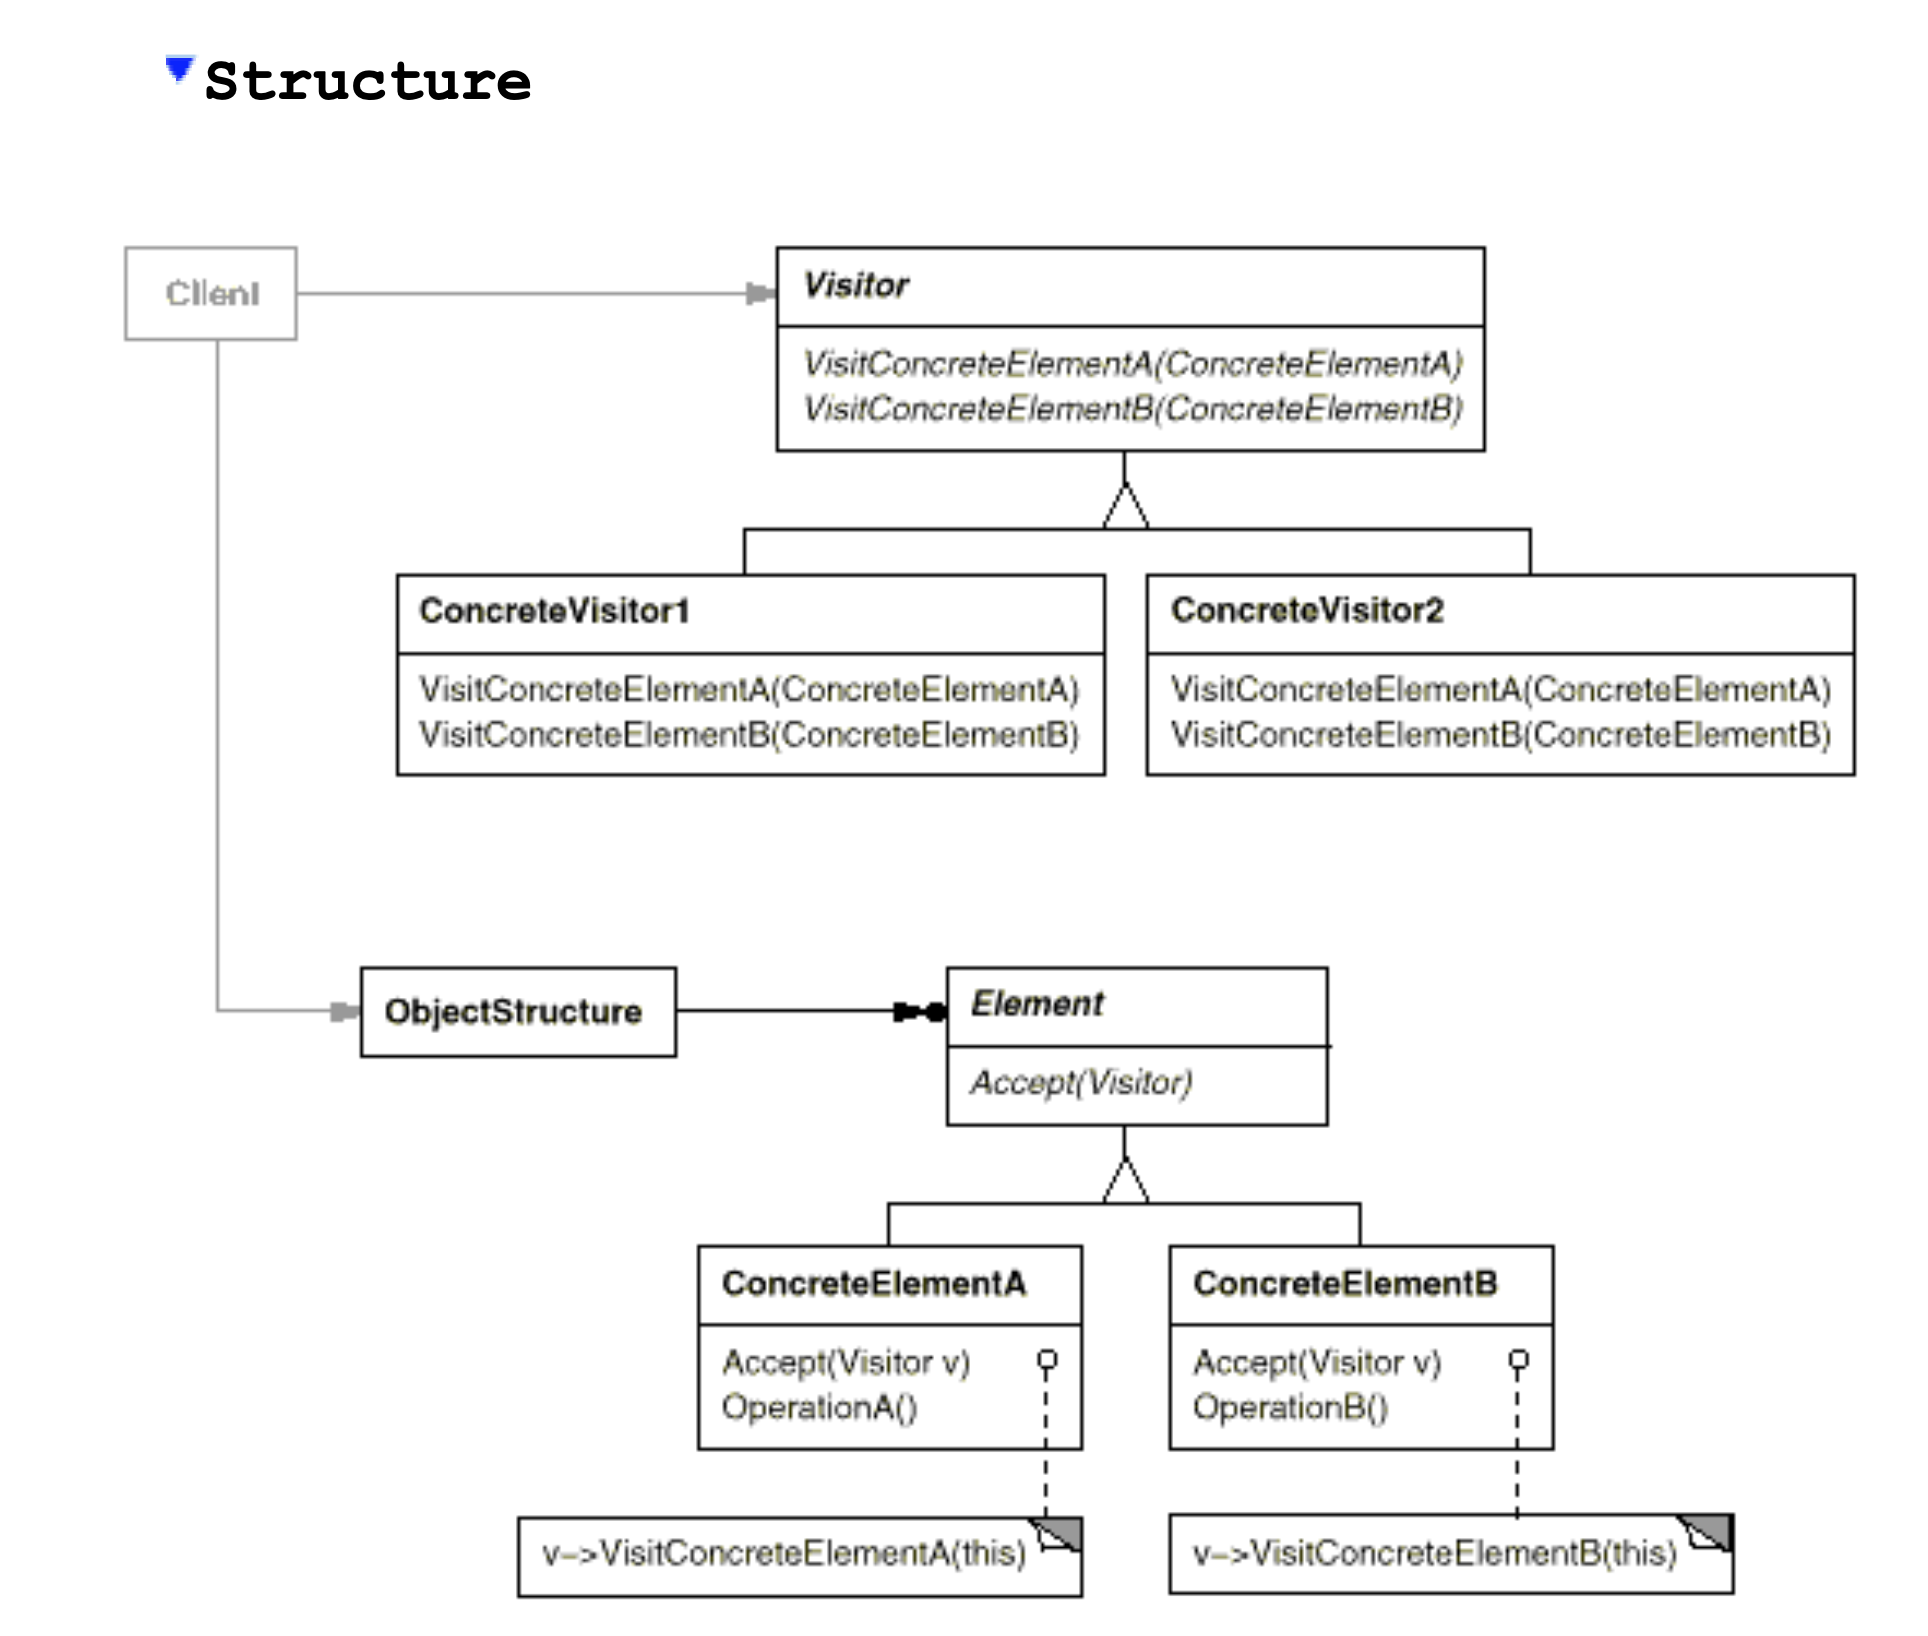 Structure
Client
Visitor
VisitConcreteElementA(ConcreteElementA)
VisitConcreteElementB(ConcreteElementB)
ConcreteVisitor1
VisitConcreteElementA(ConcreteElementA)
VisitConcreteElementB(ConcreteElementB)
ConcreteVisitor2
VisitConcreteElementA(ConcreteElementA)
VisitConcreteElementB(ConcreteElementB)
ObjectStructure
Element
Accept(Visitor)
ConcreteElementA
Accept(Visitor v)
OperationA()
ConcreteElementB
Accept(Visitor v)
OperationB()
v–>VisitConcreteElementA(this)
v–>VisitConcreteElementB(this)